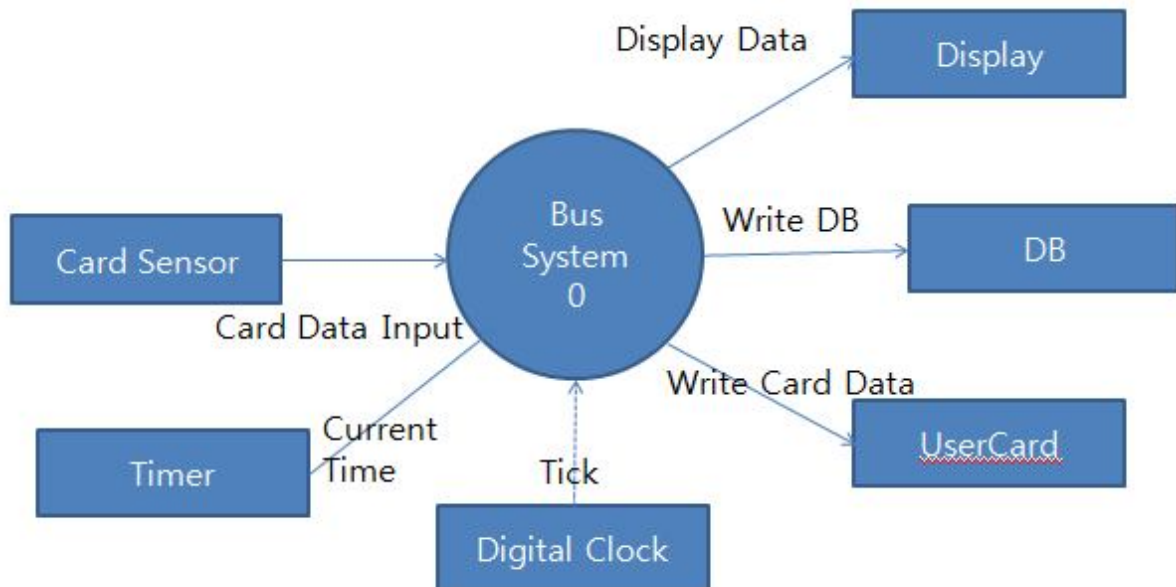 Display Data
Display
Bus
System
0
Write DB
DB
Card Sensor
Card Data Input
Write Card Data
UserCard
Current
Time
Timer
Tick
Digital Clock